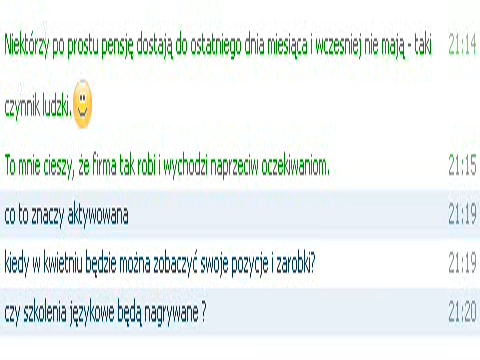 Niektórzy po prostu pensję dostają do ostatniego dnia miesiąca i wczesniej nie mają - taki 21:14
czynnik ludzki.
To mnie cieszy, że firma tak robi i wychodzi naprzeciw oczekiwaniom. 21:15
co to znaczy aktywowana 21:19
kiedy w kwietniu będzie można zobaczyć swoje pozycje i zarobki? 21:19
czy szkolenia językowe będą nagrywane ? 21:20